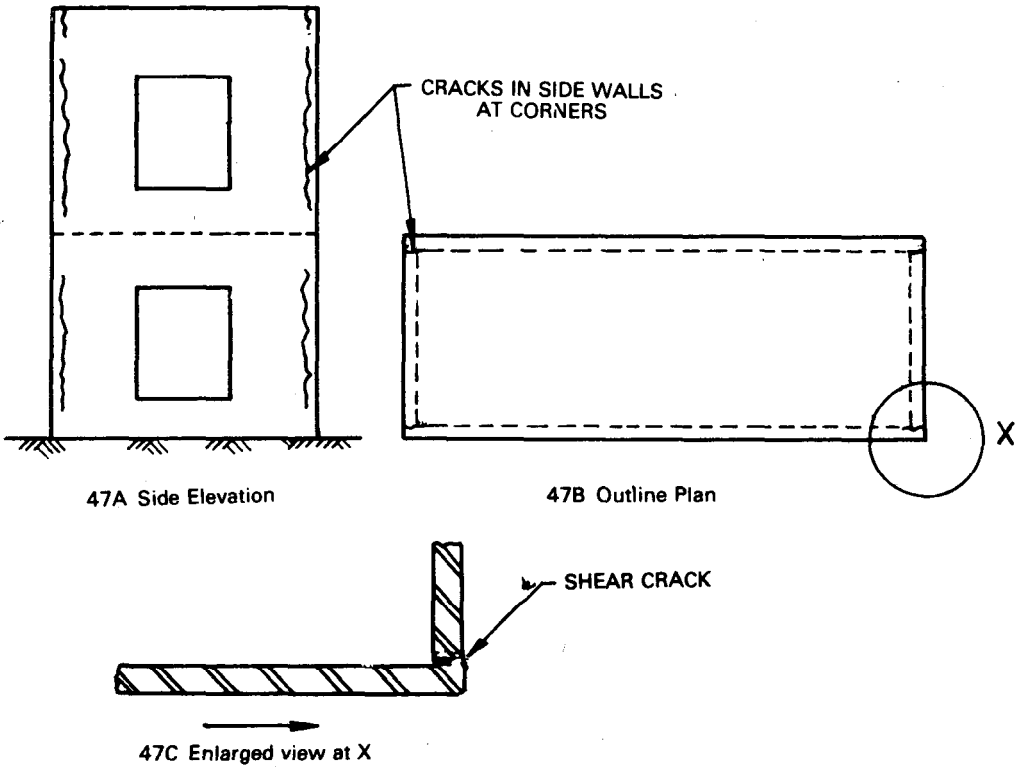 CRACKS IN SIDE WALLS
AT CORNERS
X
47A Side Elevation
47B Outline Plan
SHEAR CRACK
47C Enlarged view at X